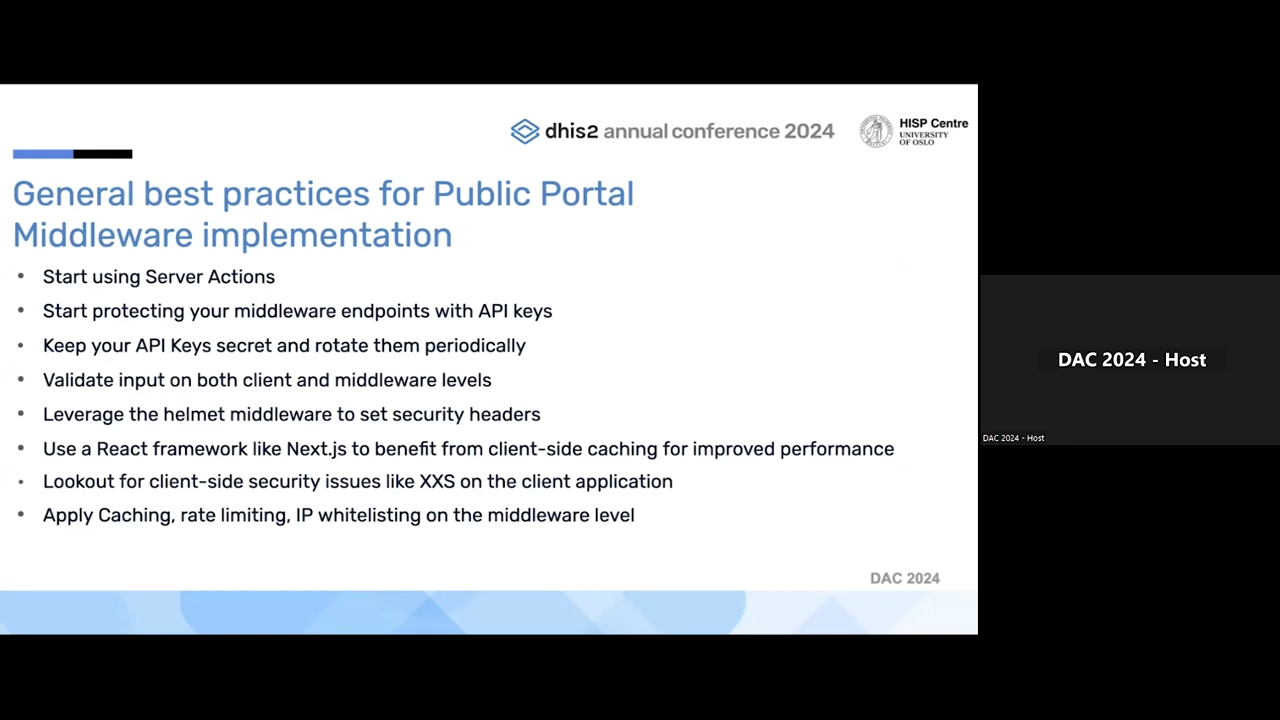 dhis2 annual conference 2024
HISP Centre
UNIVERSITY
OF OSLO
General best practices for Public Portal
Middleware implementation
• Start using Server Actions
• Start protecting your middleware endpoints with API keys
• Keep your API Keys secret and rotate them periodically
• Validate input on both client and middleware levels
• Leverage the helmet middleware to set security headers
• Use a React framework like Next.js to benefit from client-side caching for improved performance
• Lookout for client-side security issues like XXS on the client application
• Apply Caching, rate limiting, IP whitelisting on the middleware level
DAC 2024
DAC 2024 - Host
DAC 2024 - Host